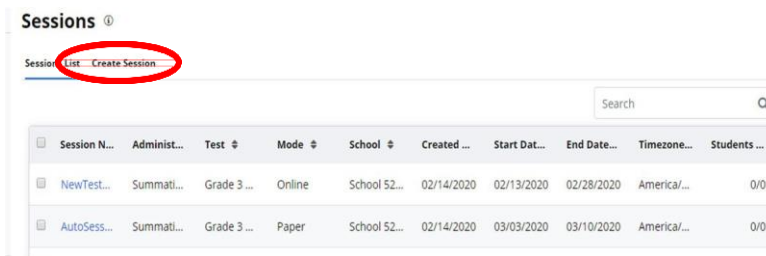 Sessions
Session List Create Session
Search
Session N... Administ... Test Mode School Created ... Start Dat... End Date... Timezone... Students ...
NewTest... Summati... Grade 3 ... Online School 52... 02/14/2020 02/13/2020 02/28/2020 America/... 0/0
AutoSess... Summati... Grade 3 ... Paper School 52... 02/14/2020 03/03/2020 03/10/2020 America/... 0/0